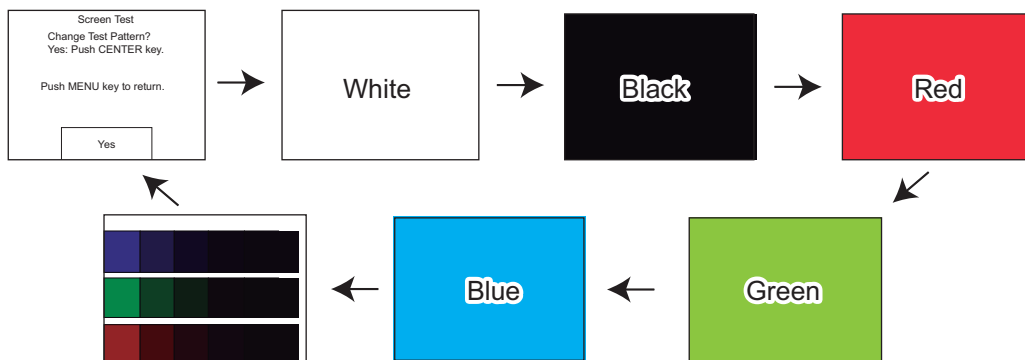 Screen Test
Change Test Pattern?
Yes: Push CENTER key.
Push MENU key to return.
Yes
White
Black
Red
Green
Blue